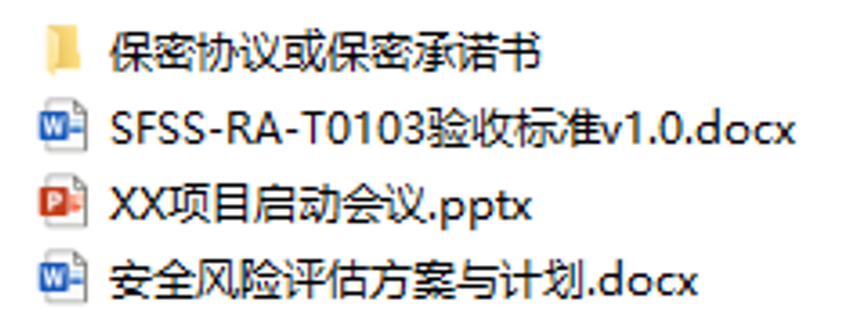 保密协议或保密承诺书
SFSS-RA-T0103验收标准v1.0.docx
XX项目启动会议.pptx
安全风险评估方案与计划.docx